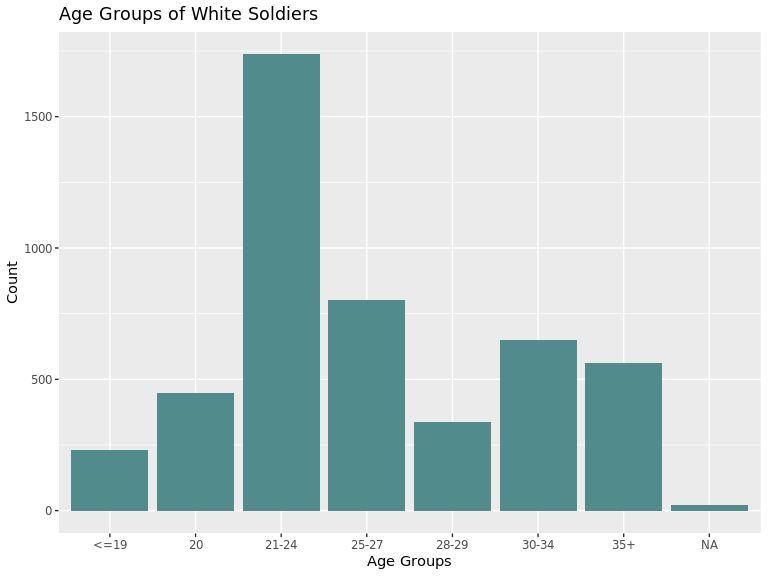 Age Groups of White Soldiers
Count
1500
1000
500
0
<=19 20 21-24 25-27 28-29 30-34 35+ NA
Age Groups